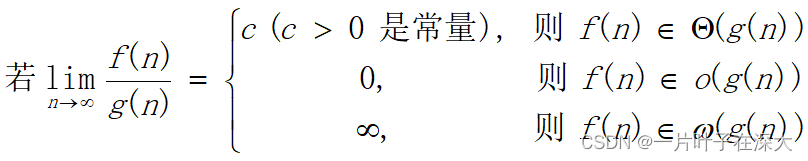 c (c > 0 是常量), 则 f(n) ∈ Θ(g(n))
若 lim n→∞ f(n)/g(n) = { 0, 则 f(n) ∈ o(g(n))
∞, 则 f(n) ∈ ω(g(n))
CSDN @一片叶子在深大